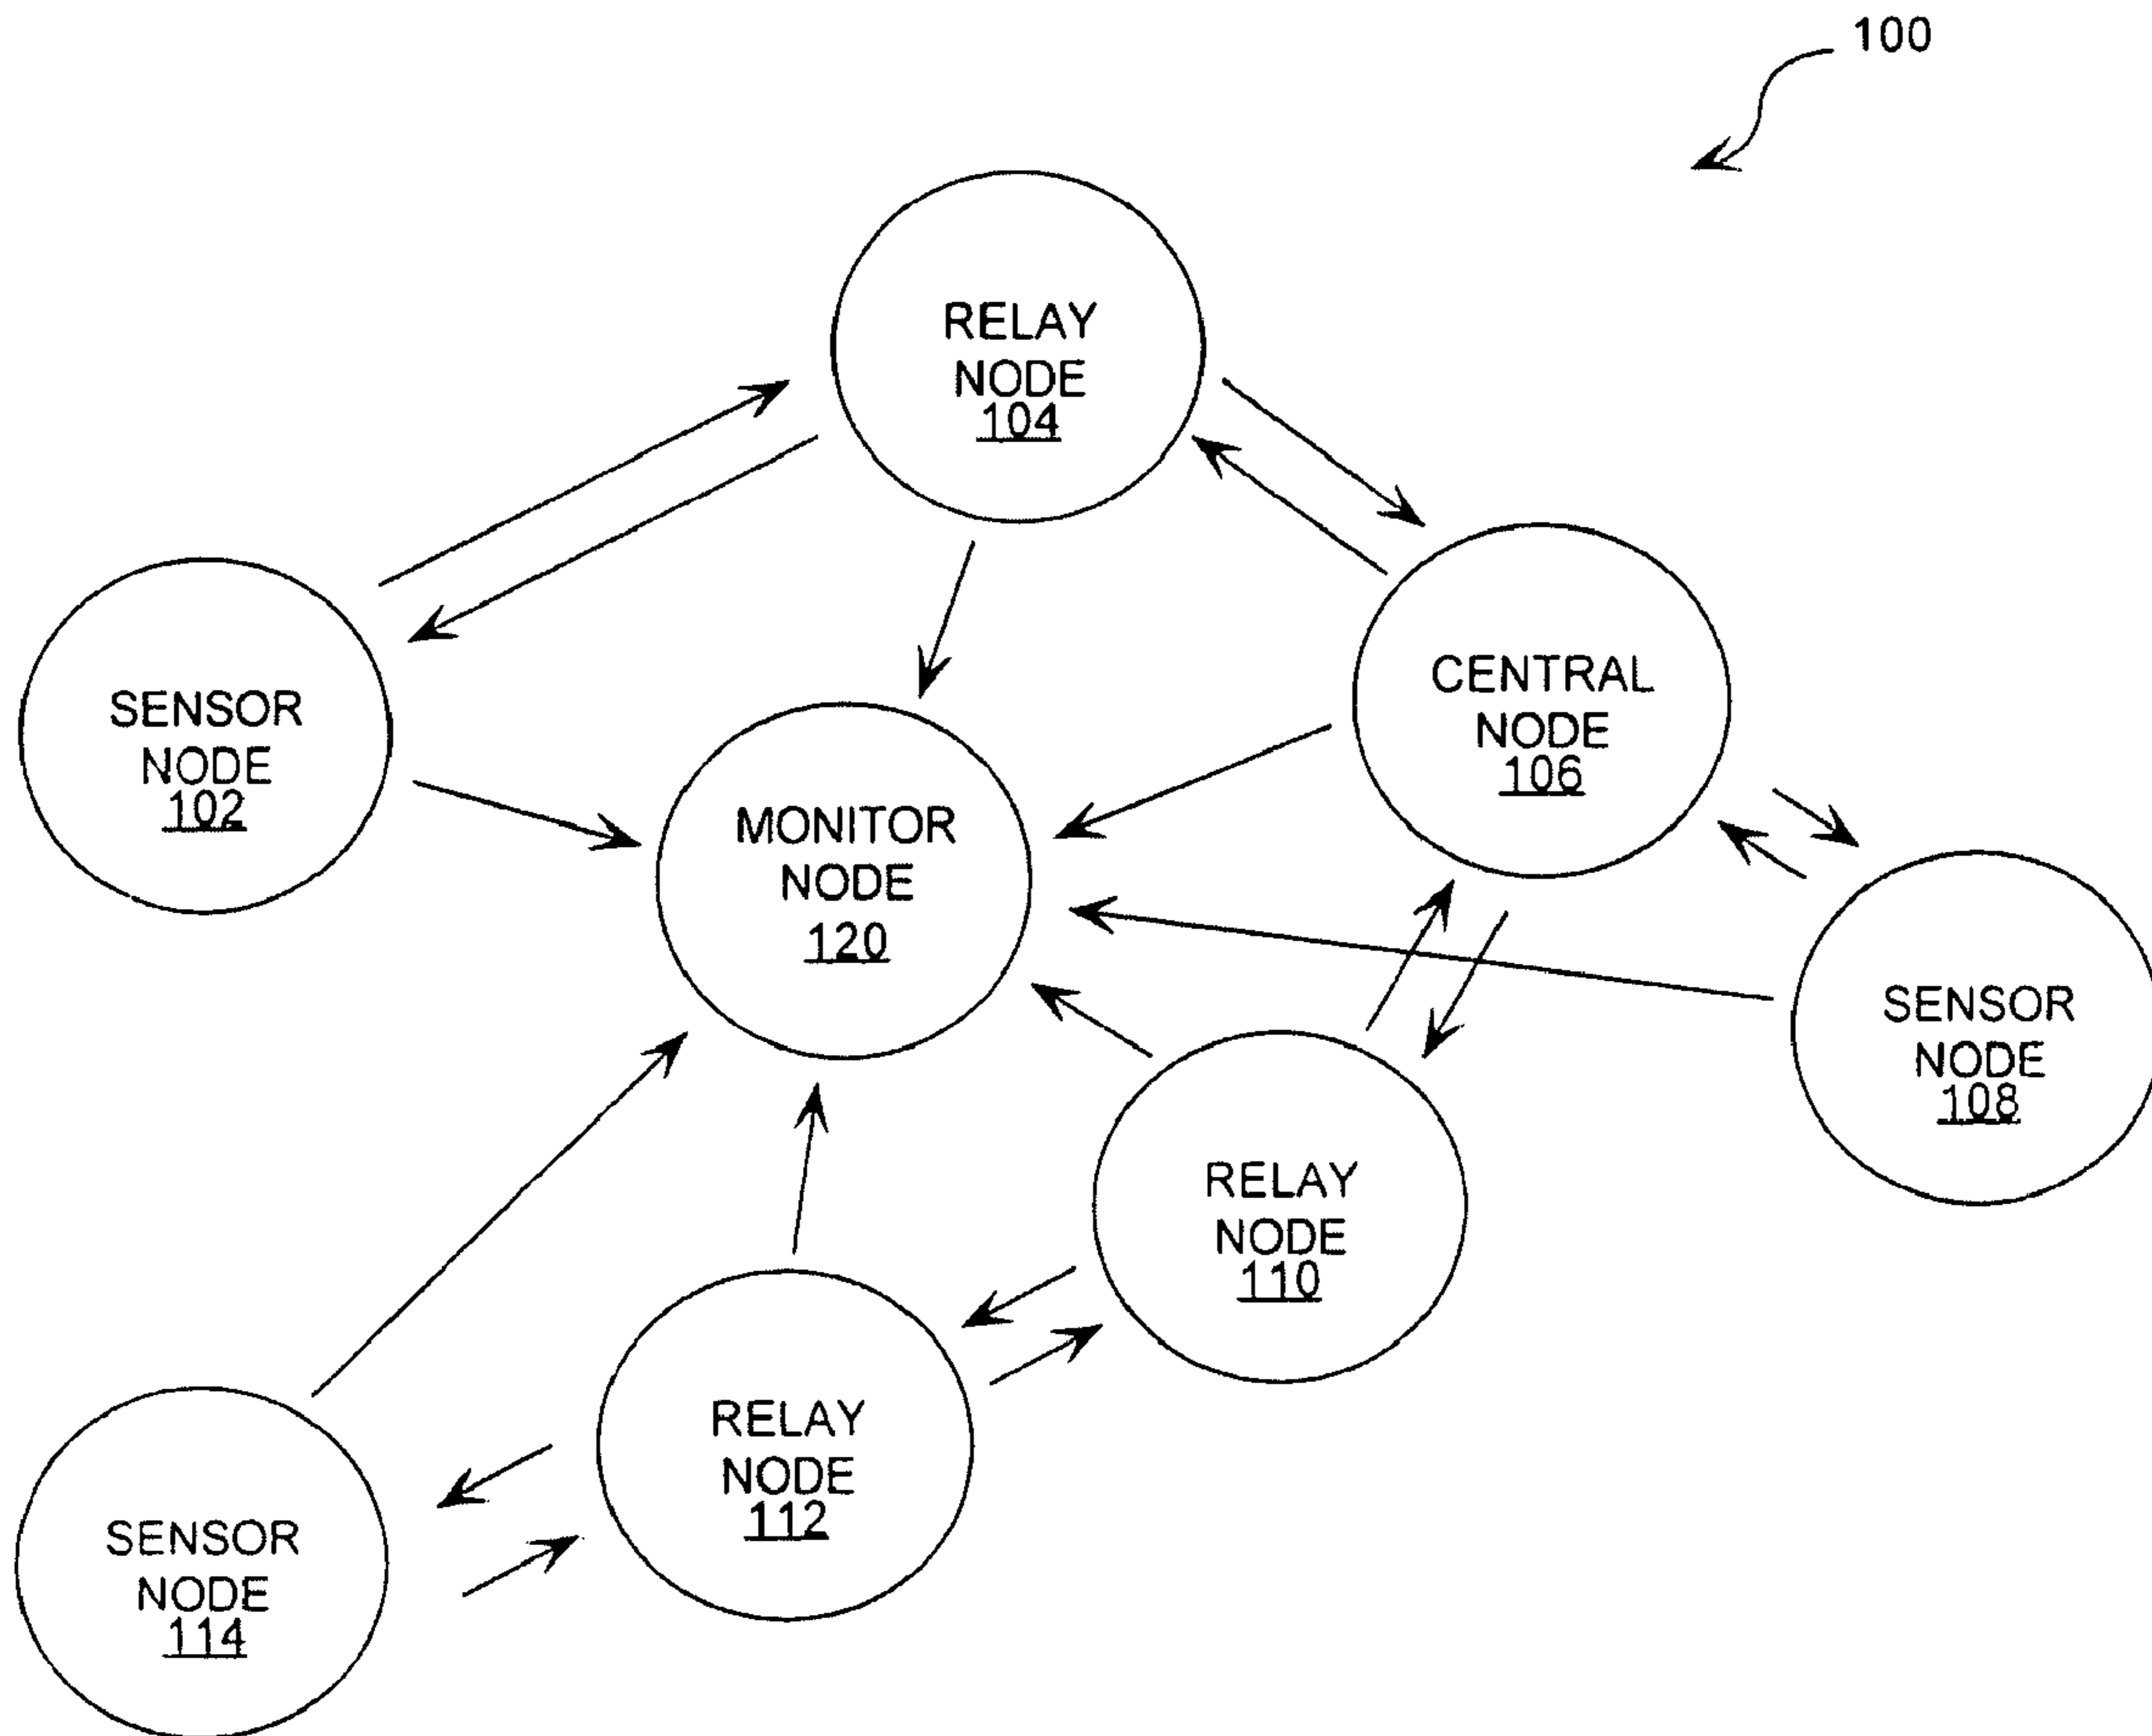 100
RELAY
NODE
104
SENSOR
NODE
102
CENTRAL
NODE
106
MONITOR
NODE
120
SENSOR
NODE
108
RELAY
NODE
110
RELAY
NODE
112
SENSOR
NODE
114